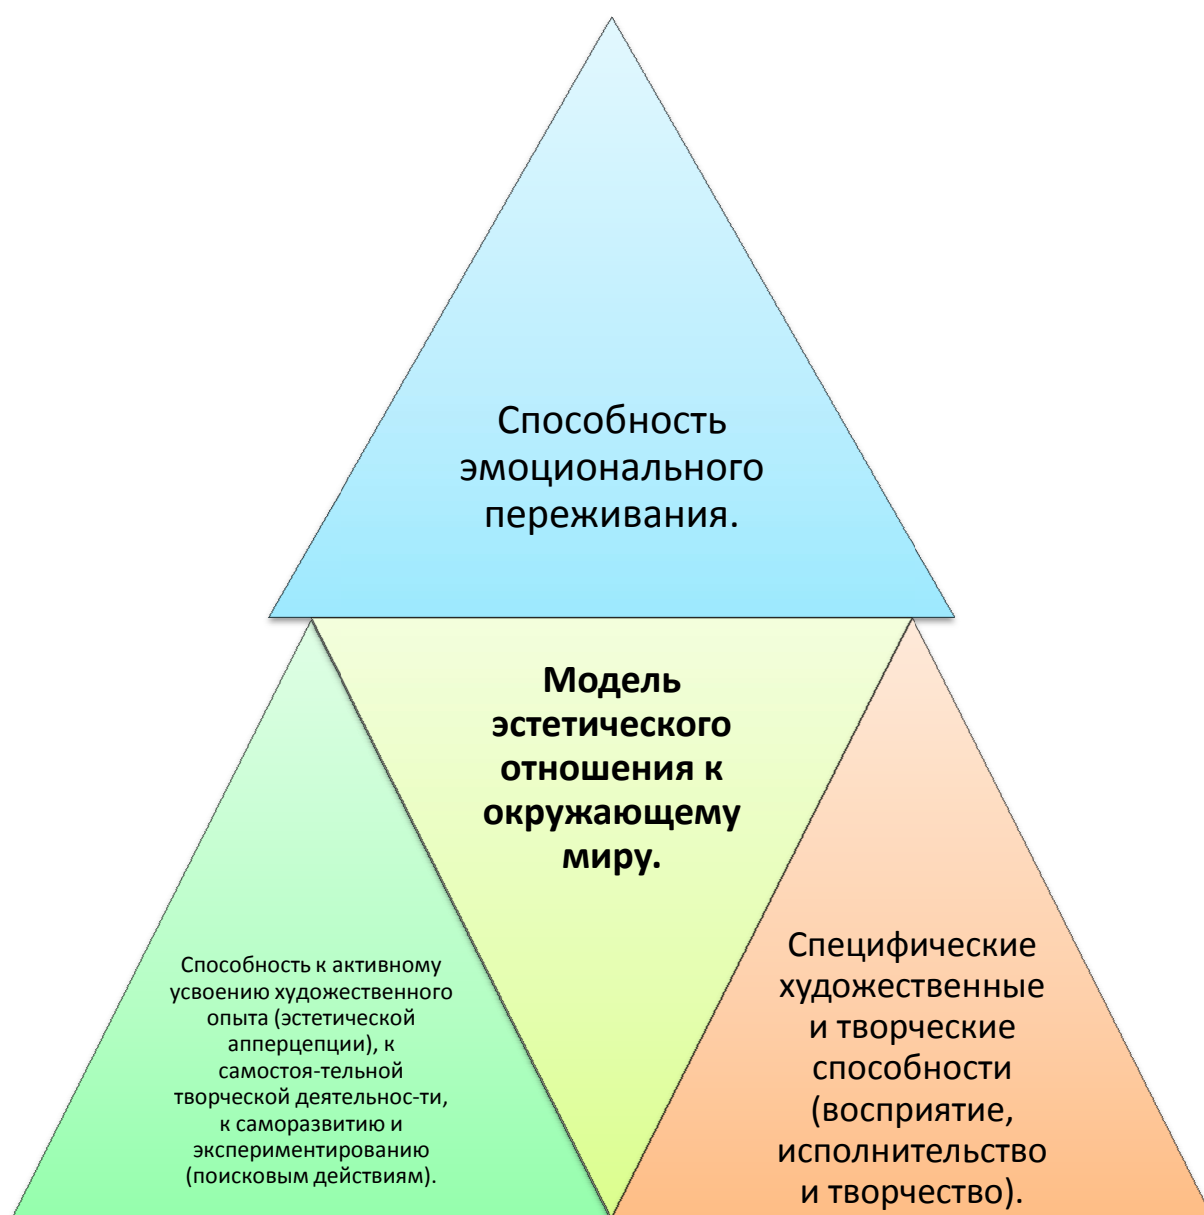 Способность
эмоционального
переживания.
Модель
эстетического
отношения к
окружающему
миру.
Способность к активному
усвоению художественного
опыта (эстетической
апперцепции), к
самостоя-тельной
творческой деятельнос-ти,
к саморазвитию и
экспериментированию
(поисковым действиям).
Специфические
художественные
и творческие
способности
(восприятие,
исполнительство
и творчество).